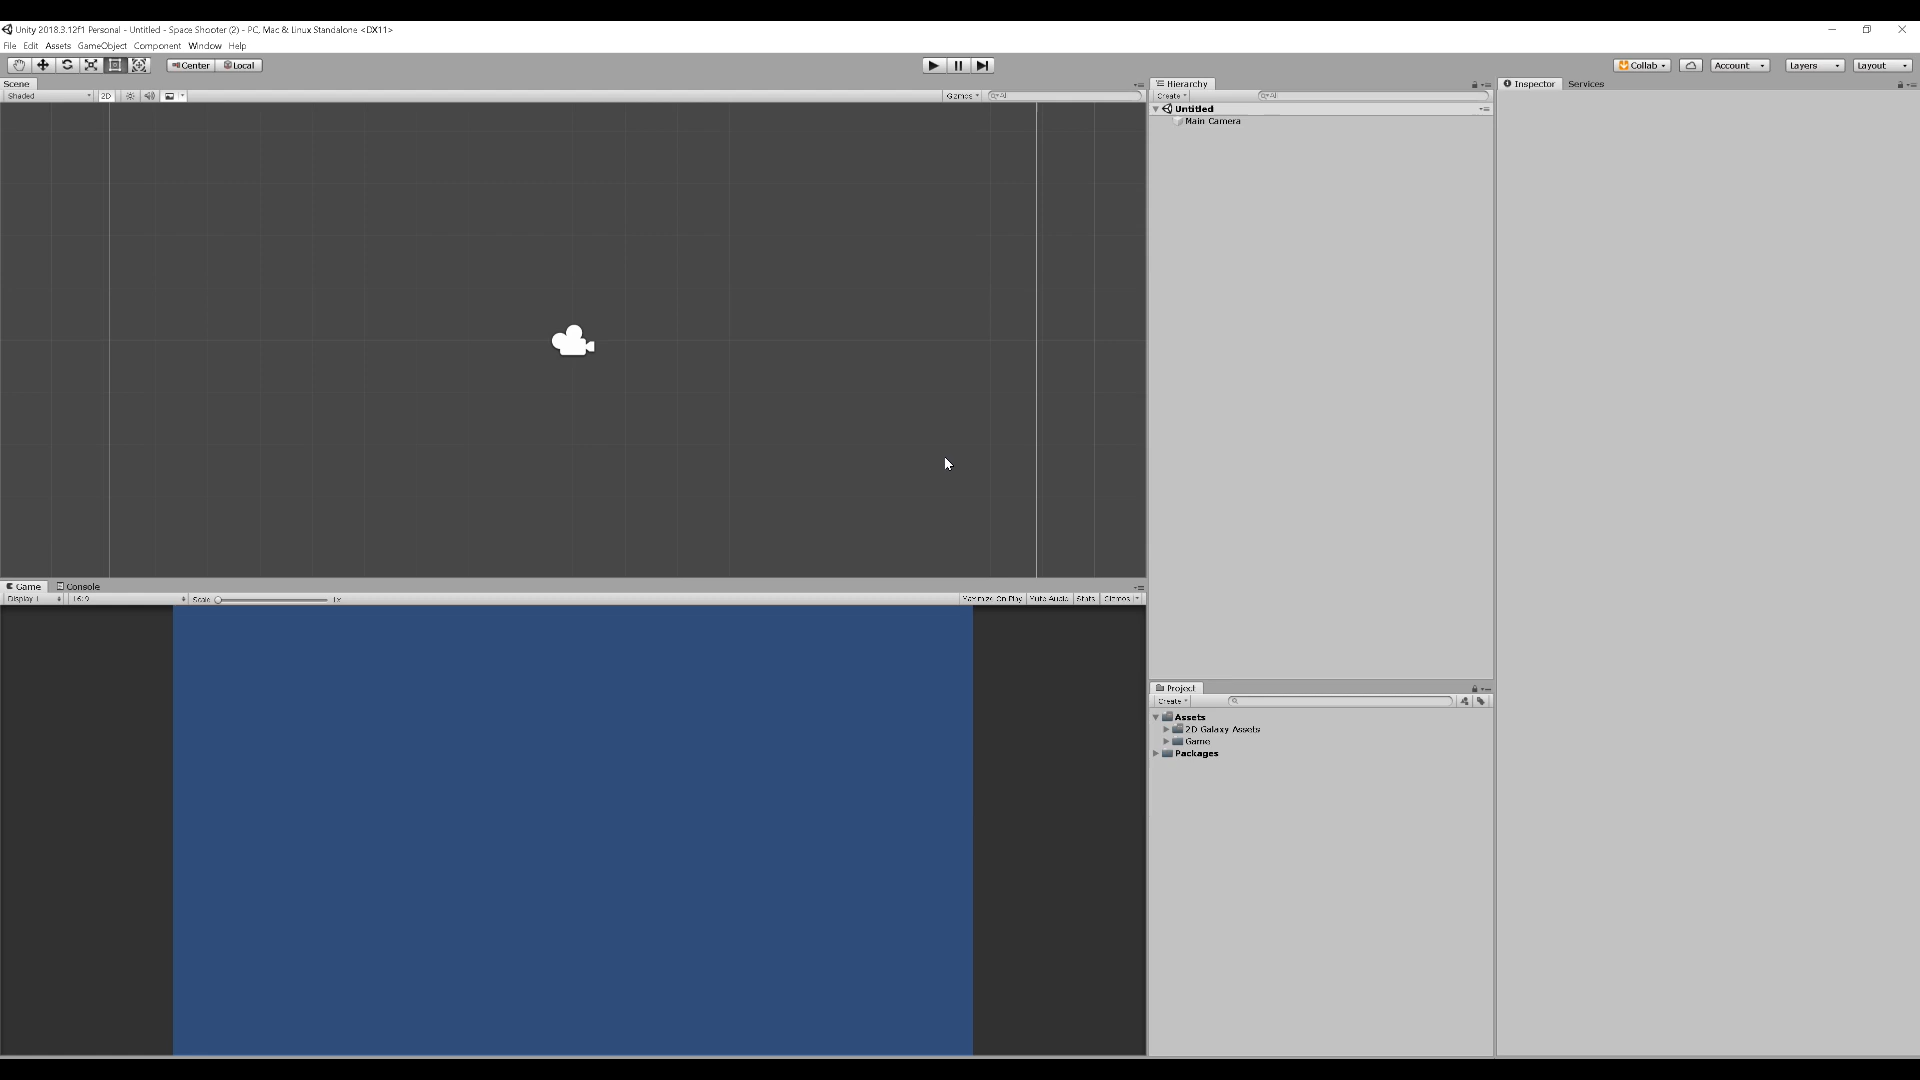 Unity 2018.3.12f1 Personal - Untitled - Space Shooter (2) - PC, Mac & Linux Standalone <DX11>
File Edit Assets GameObject Component Window Help
Center Local
Collab Account Layers Layout
Scene
Shaded 2D Gizmos All
Hierarchy
Create All
Untitled
Main Camera
Inspector Services
Game Console
Display 1 16:9 Scale 1x Maximize On Play Mute Audio Stats Gizmos
Project
Create
Assets
2D Galaxy Assets
Game
Packages